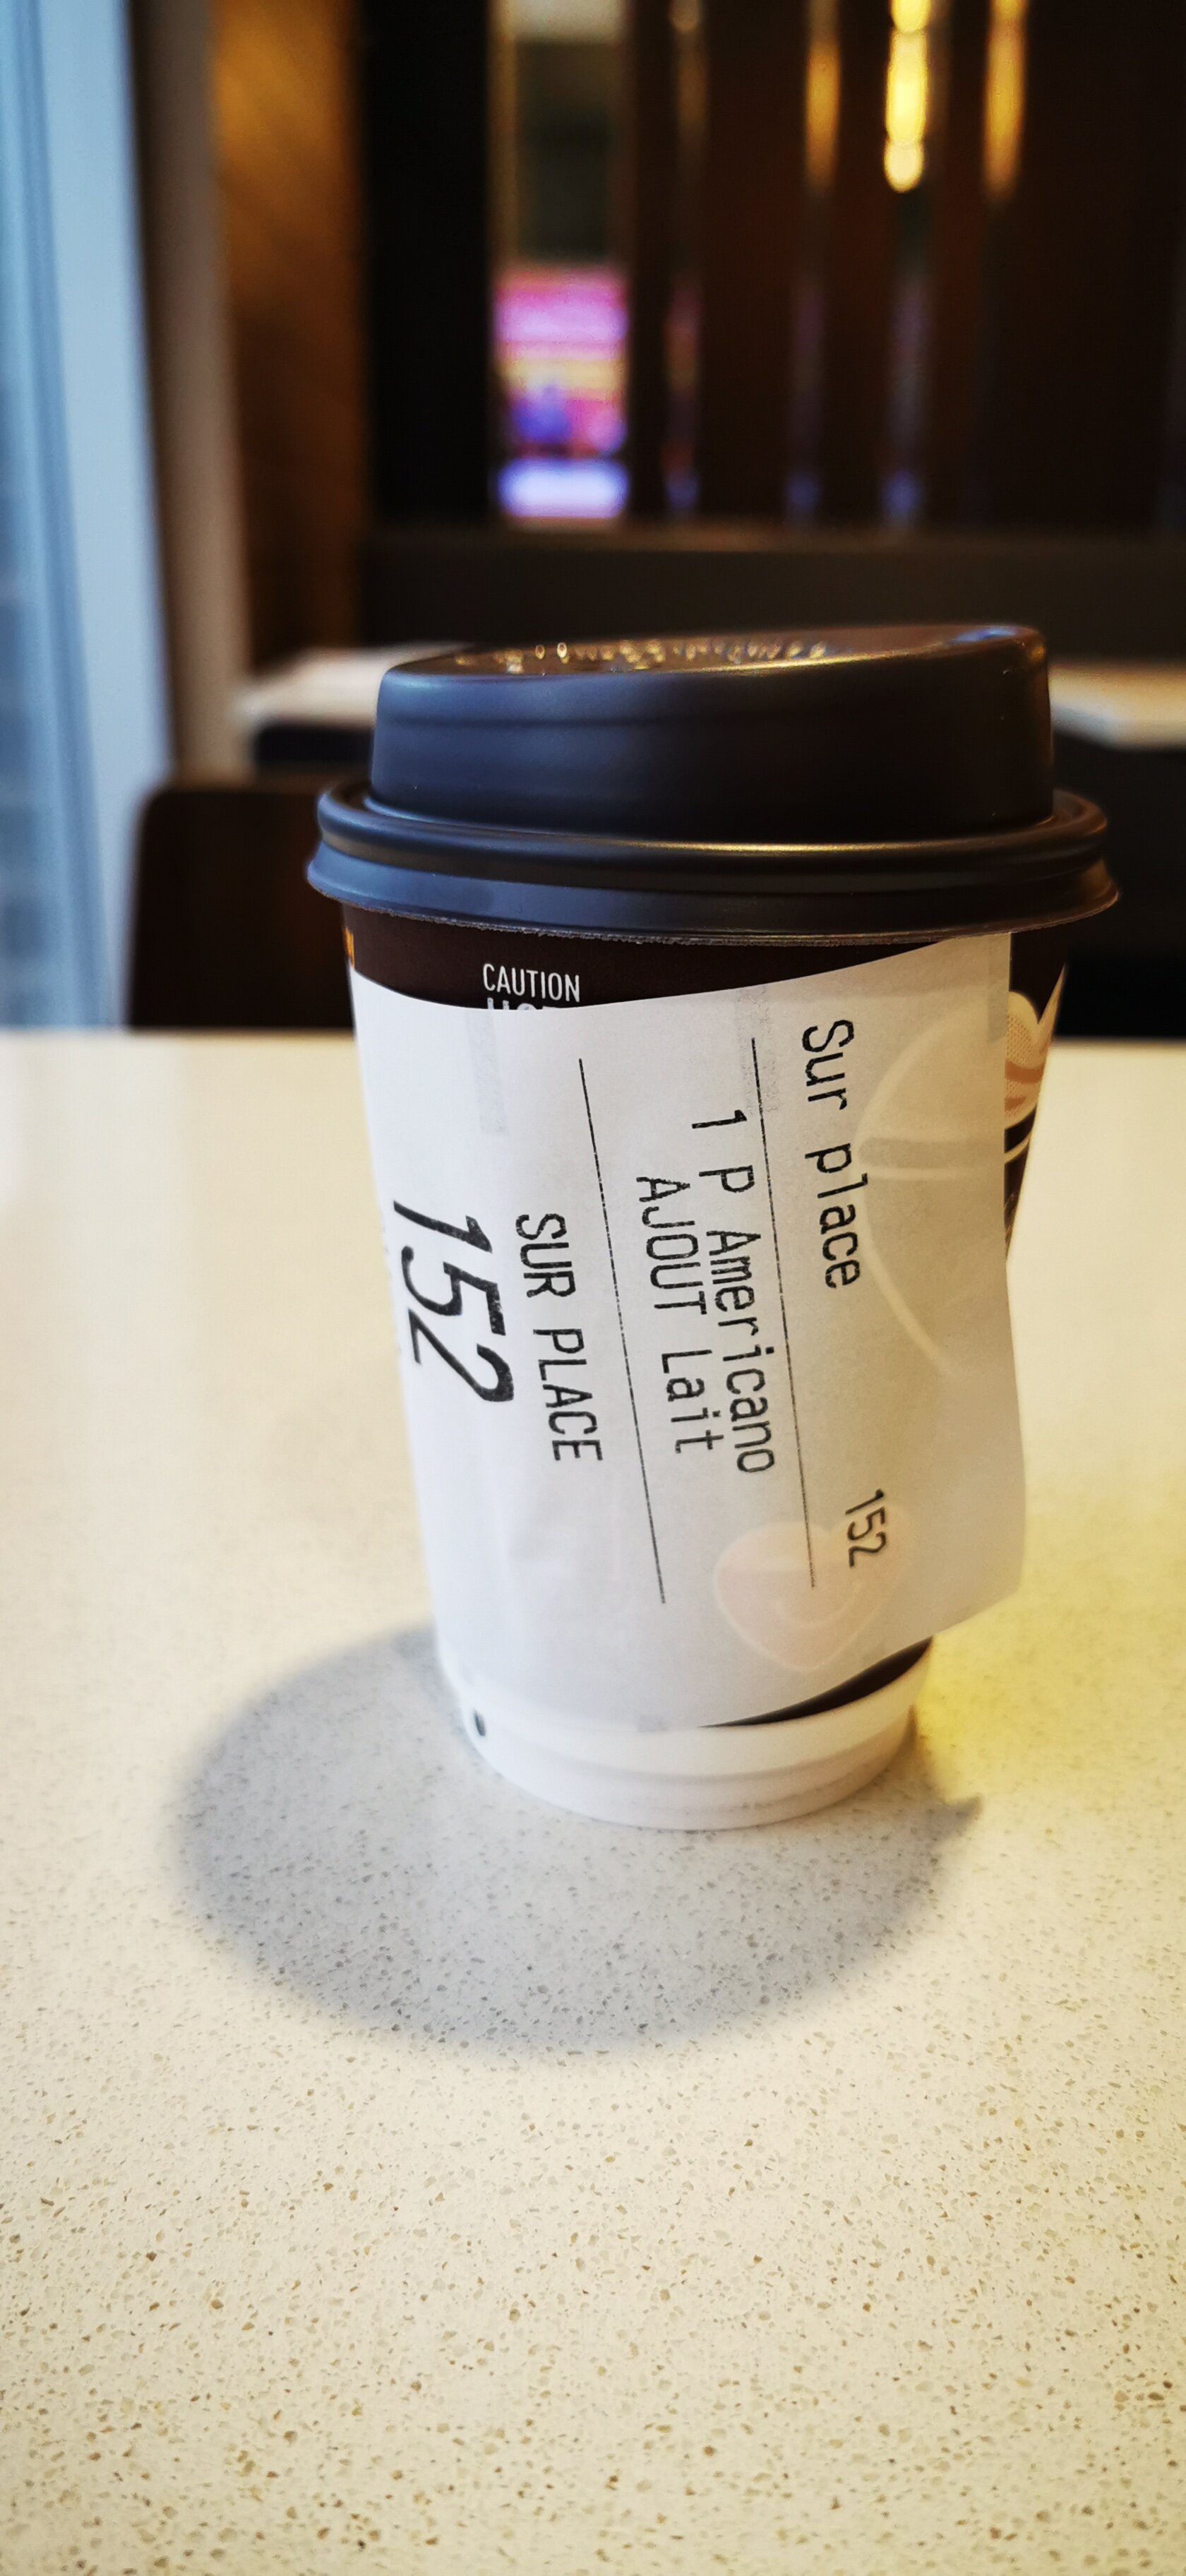 CAUTION
Sur place 152
1 P Americano
AJOUT Lait
SUR PLACE
152